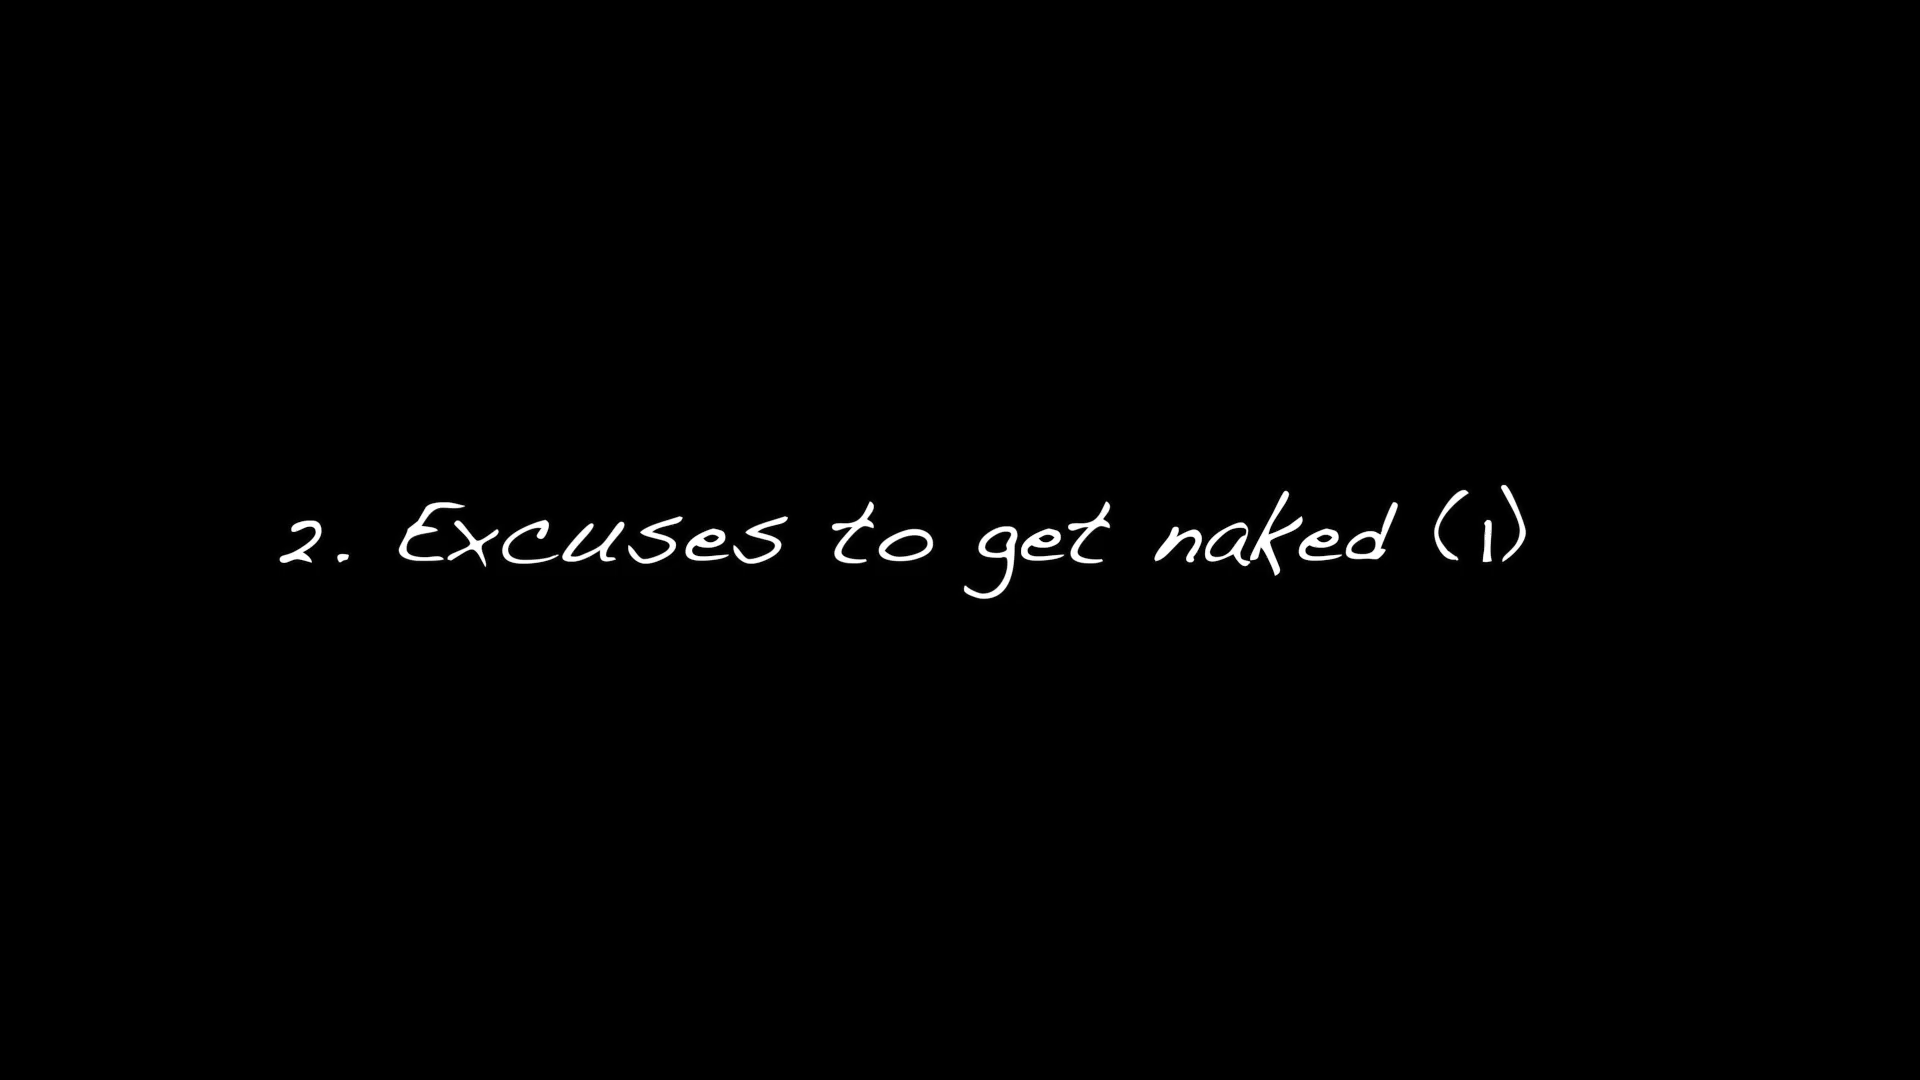 2. Excuses to get naked (1)